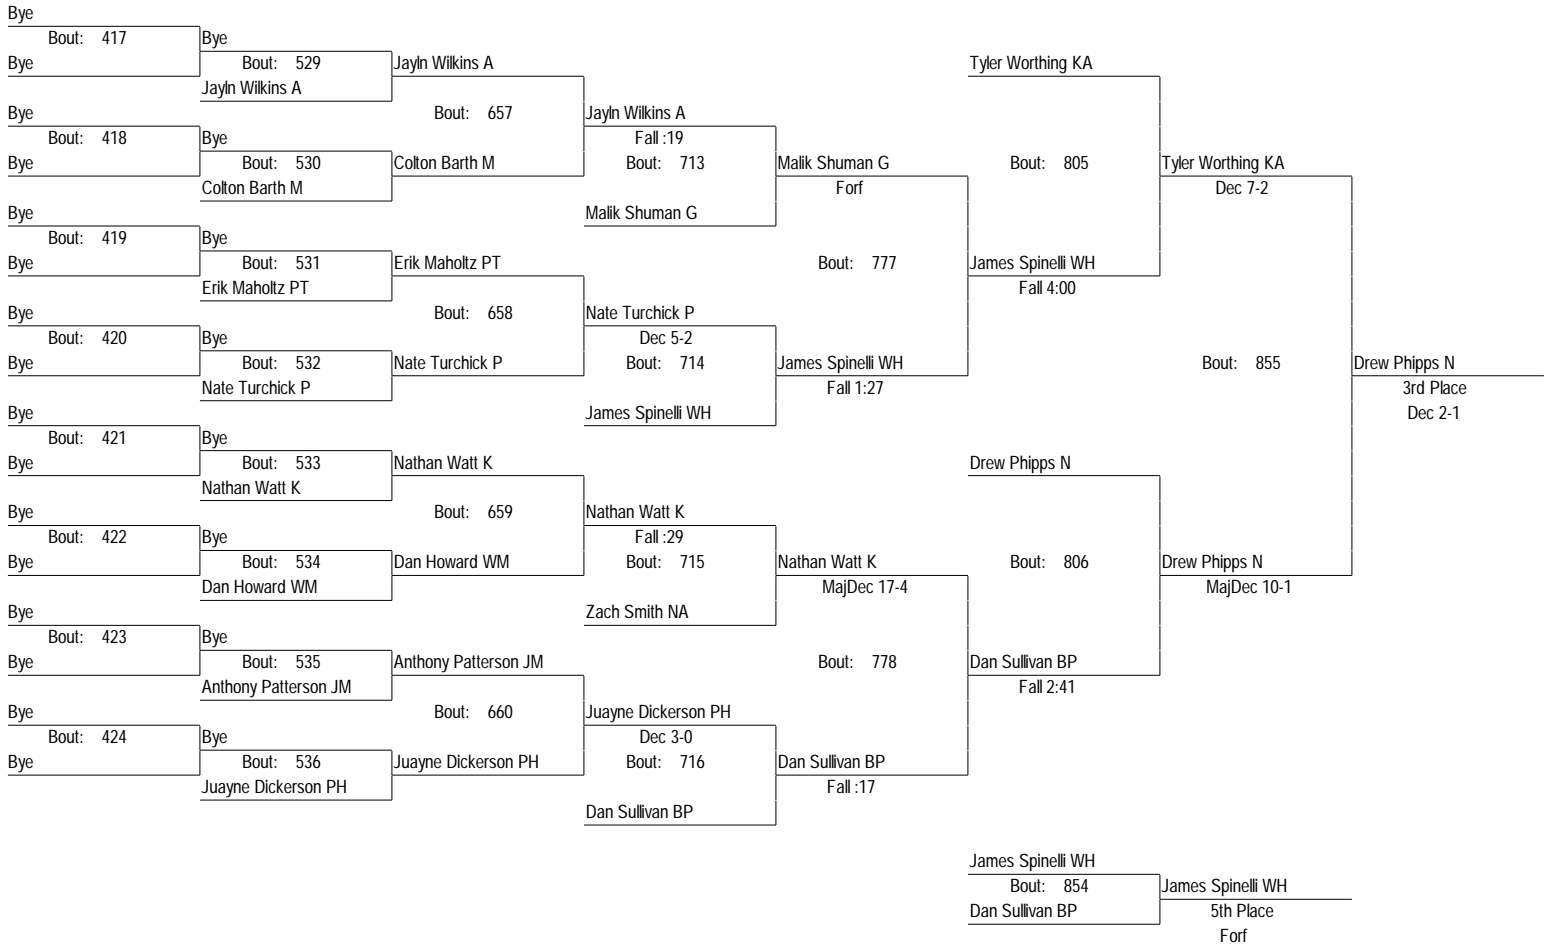 Bye
Bout: 417 Bye
Bye Bout: 529 Jayln Wilkins A Tyler Worthing KA
Jayln Wilkins A
Bye Bout: 657 Jayln Wilkins A
Bout: 418 Bye Fall :19
Bye Bout: 530 Colton Barth M Bout: 713 Malik Shuman G Bout: 805 Tyler Worthing KA
Colton Barth M Forf Dec 7-2
Bye Malik Shuman G
Bout: 419 Bye
Bye Bout: 531 Erik Maholtz PT Bout: 777 James Spinelli WH
Erik Maholtz PT Fall 4:00
Bye Bout: 658 Nate Turchick P
Bout: 420 Bye Dec 5-2
Bye Bout: 532 Nate Turchick P Bout: 714 James Spinelli WH Bout: 855 Drew Phipps N
Nate Turchick P Fall 1:27 3rd Place
Bye James Spinelli WH Dec 2-1
Bout: 421 Bye
Bye Bout: 533 Nathan Watt K Drew Phipps N
Nathan Watt K
Bye Bout: 659 Nathan Watt K
Bout: 422 Bye Fall :29
Bye Bout: 534 Dan Howard WM Bout: 715 Nathan Watt K Bout: 806 Drew Phipps N
Dan Howard WM MajDec 17-4 MajDec 10-1
Bye Zach Smith NA
Bout: 423 Bye
Bye Bout: 535 Anthony Patterson JM Bout: 778 Dan Sullivan BP
Anthony Patterson JM Fall 2:41
Bye Bout: 660 Juayne Dickerson PH
Bout: 424 Bye Dec 3-0
Bye Bout: 536 Juayne Dickerson PH Bout: 716 Dan Sullivan BP
Juayne Dickerson PH Fall :17
Dan Sullivan BP
James Spinelli WH
Bout: 854 James Spinelli WH
Dan Sullivan BP 5th Place
Forf